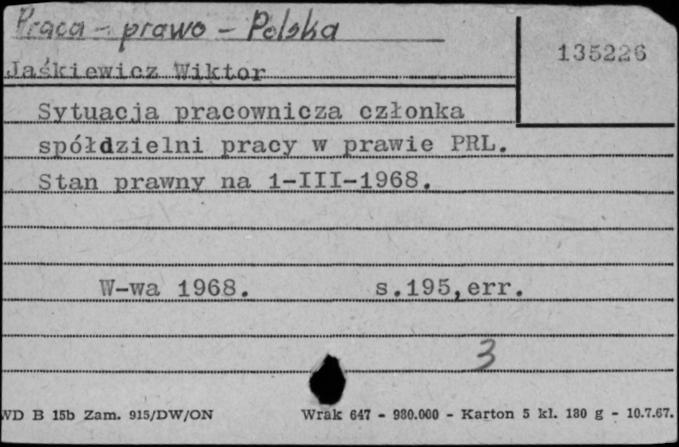 Praca - prawo - Polska
135226
Jaśkiewicz Wiktor
Sytuacja pracownicza członka
spółdzielni pracy w prawie PRL.
Stan prawny na 1-III-1968.
W-wa 1968. s.195,err.
3
WD B 15b Zam. 915/DW/ON Wrak 647 - 980.000 - Karton 5 kl. 180 g - 10.7.67.